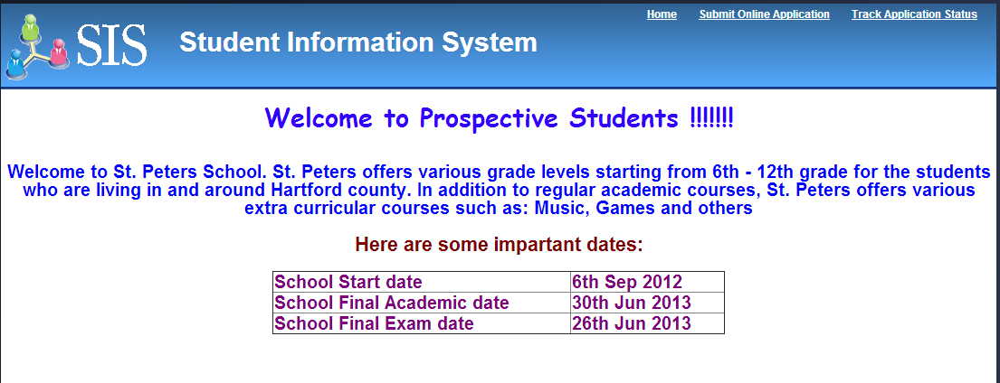 Home Submit Online Application Track Application Status
SIS Student Information System
Welcome to Prospective Students !!!!!!!
Welcome to St. Peters School. St. Peters offers various grade levels starting from 6th - 12th grade for the students
who are living in and around Hartford county. In addition to regular academic courses, St. Peters offers various
extra curricular courses such as: Music, Games and others
Here are some impartant dates:
School Start date 6th Sep 2012
School Final Academic date 30th Jun 2013
School Final Exam date 26th Jun 2013